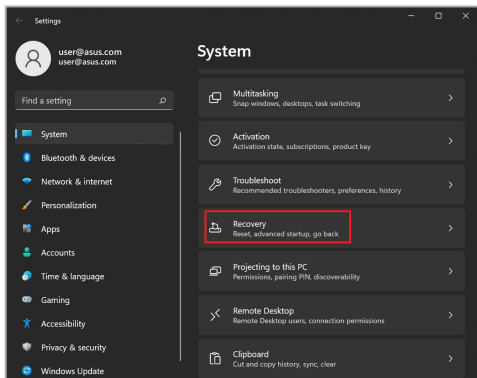 Settings
user@asus.com
user@asus.com
Find a setting
System
Bluetooth & devices
Network & internet
Personalization
Apps
Accounts
Time & language
Gaming
Accessibility
Privacy & security
Windows Update
System
Multitasking
Snap windows, desktops, task switching
Activation
Activation state, subscriptions, product key
Troubleshoot
Recommended troubleshooters, preferences, history
Recovery
Reset, advanced startup, go back
Projecting to this PC
Permissions, pairing PIN, discoverability
Remote Desktop
Remote Desktop users, connection permissions
Clipboard
Cut and copy history, sync, clear